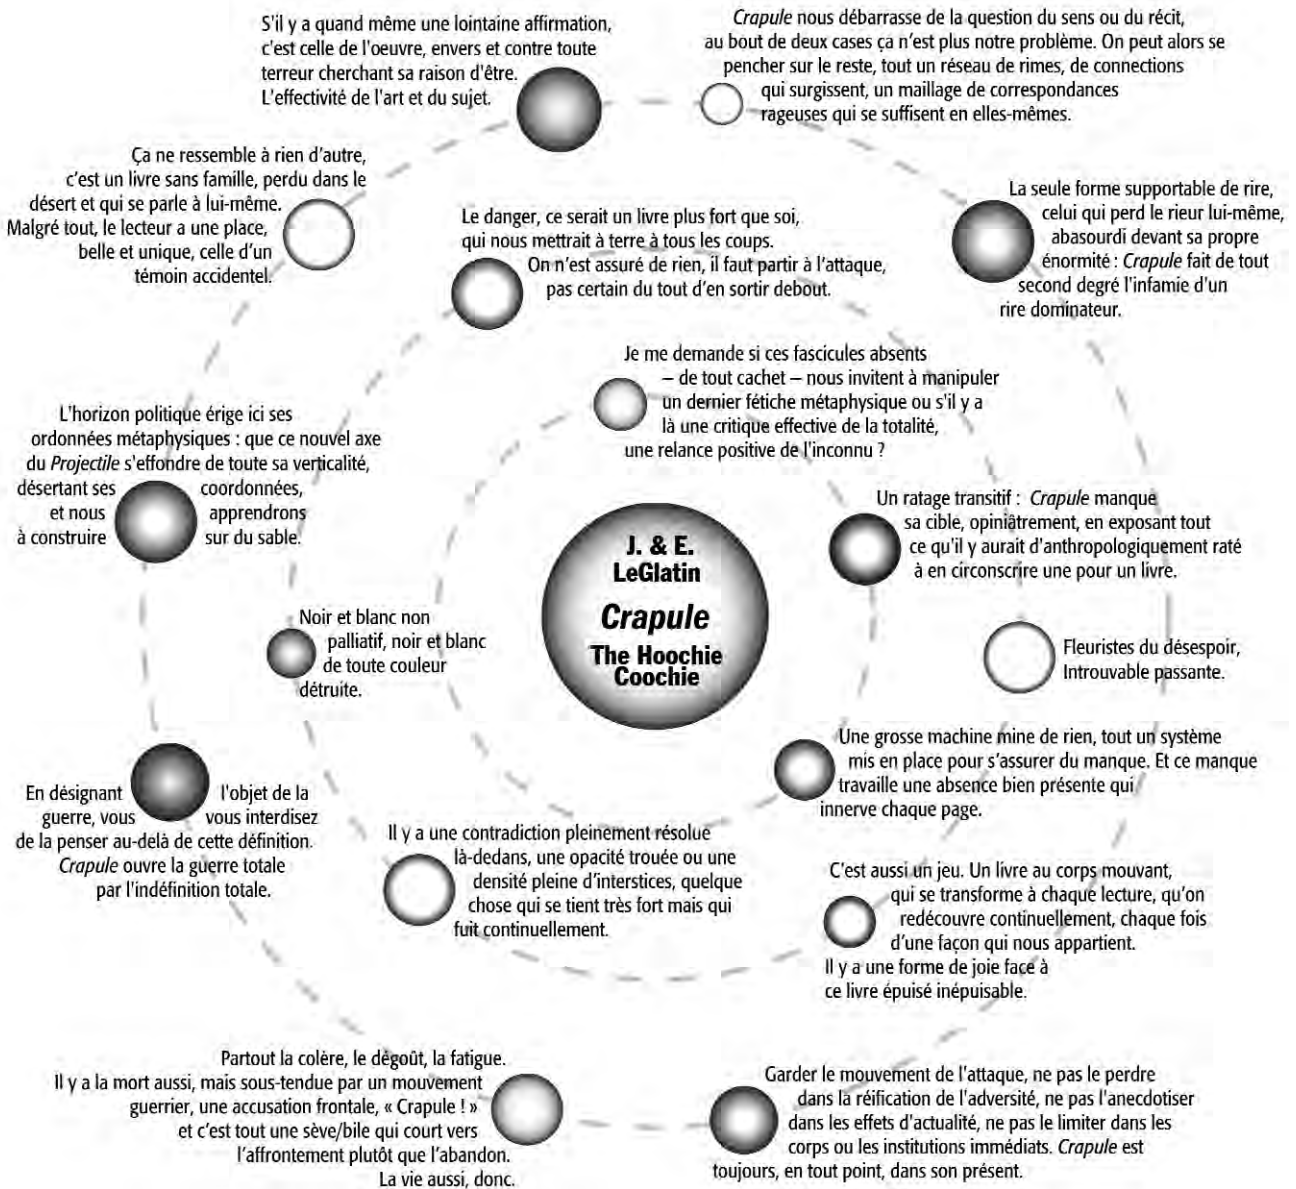 S'il y a quand même une lointaine affirmation,
c'est celle de l'oeuvre, envers et contre toute
terreur cherchant sa raison d'être.
L'effectivité de l'art et du sujet.
Crapule nous débarrasse de la question du sens ou du récit,
au bout de deux cases ça n'est plus notre problème. On peut alors se
pencher sur le reste, tout un réseau de rimes, de connections
qui surgissent, un maillage de correspondances
rageuses qui se suffisent en elles-mêmes.
Ça ne ressemble à rien d'autre,
c'est un livre sans famille, perdu dans le
désert et qui se parle à lui-même.
Malgré tout, le lecteur a une place,
belle et unique, celle d'un
témoin accidentel.
Le danger, ce serait un livre plus fort que soi,
qui nous mettrait à terre à tous les coups.
On n'est assuré de rien, il faut partir à l'attaque,
pas certain du tout d'en sortir debout.
La seule forme supportable de rire,
celui qui perd le rieur lui-même,
abasourdi devant sa propre
énormité : Crapule fait de tout
second degré l'infamie d'un
rire dominateur.
Je me demande si ces fascicules absents
– de tout cachet – nous invitent à manipuler
un dernier fétiche métaphysique ou s'il y a
là une critique effective de la totalité,
une relance positive de l'inconnu ?
L'horizon politique érige ici ses
ordonnées métaphysiques : que ce nouvel axe
du Projectile s'effondre de toute sa verticalité,
désertant ses coordonnées,
et nous apprendrons
à construire sur du sable.
Un ratage transitif : Crapule manque
sa cible, opiniâtrement, en exposant tout
ce qu'il y aurait d'anthropologiquement raté
à en circonscrire une pour un livre.
J. & E.
LeGlatin
Crapule
The Hoochie
Coochie
Noir et blanc non
palliatif, noir et blanc
de toute couleur
détruite.
Fleuristes du désespoir,
Introuvable passante.
Une grosse machine mine de rien, tout un système
mis en place pour s'assurer du manque. Et ce manque
travaille une absence bien présente qui
innerve chaque page.
En désignant l'objet de la
guerre, vous vous interdisez
de la penser au-delà de cette définition.
Crapule ouvre la guerre totale
par l'indéfinition totale.
Il y a une contradiction pleinement résolue
là-dedans, une opacité trouée ou une
densité pleine d'interstices, quelque
chose qui se tient très fort mais qui
fuit continuellement.
C'est aussi un jeu. Un livre au corps mouvant,
qui se transforme à chaque lecture, qu'on
redécouvre continuellement, chaque fois
d'une façon qui nous appartient.
Il y a une forme de joie face à
ce livre épuisé inépuisable.
Partout la colère, le dégoût, la fatigue.
Il y a la mort aussi, mais sous-tendue par un mouvement
guerrier, une accusation frontale, « Crapule ! »
et c'est tout une sève/bile qui court vers
l'affrontement plutôt que l'abandon.
La vie aussi, donc.
Garder le mouvement de l'attaque, ne pas le perdre
dans la réification de l'adversité, ne pas l'anecdotiser
dans les effets d'actualité, ne pas le limiter dans les
corps ou les institutions immédiats. Crapule est
toujours, en tout point, dans son présent.